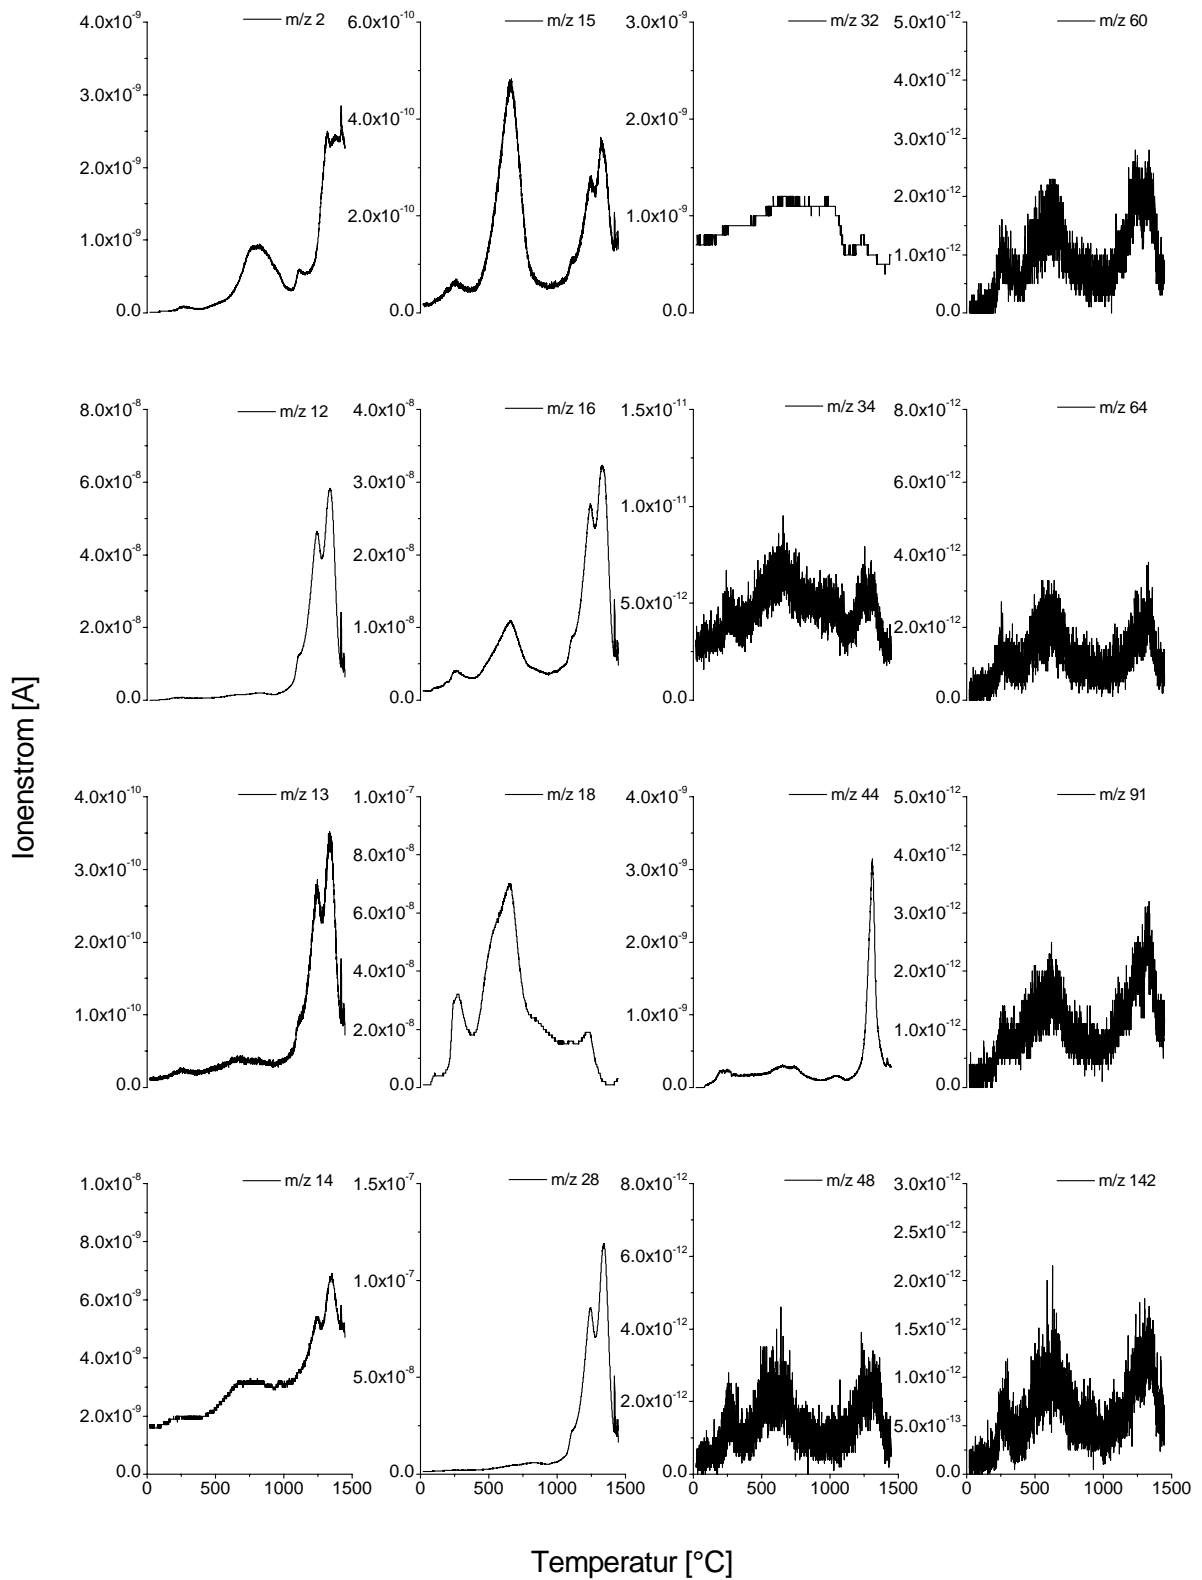 Ionenstrom [A]
m/z 2
4.0x10⁻⁹
3.0x10⁻⁹
2.0x10⁻⁹
1.0x10⁻⁹
0.0
m/z 15
6.0x10⁻¹⁰
4.0x10⁻¹⁰
2.0x10⁻¹⁰
0.0
m/z 32
3.0x10⁻⁹
2.0x10⁻⁹
1.0x10⁻⁹
0.0
m/z 60
5.0x10⁻¹²
4.0x10⁻¹²
3.0x10⁻¹²
2.0x10⁻¹²
1.0x10⁻¹²
0.0
m/z 12
8.0x10⁻⁸
6.0x10⁻⁸
4.0x10⁻⁸
2.0x10⁻⁸
0.0
m/z 16
4.0x10⁻⁸
3.0x10⁻⁸
2.0x10⁻⁸
1.0x10⁻⁸
0.0
m/z 34
1.5x10⁻¹¹
1.0x10⁻¹¹
5.0x10⁻¹²
0.0
m/z 64
8.0x10⁻¹²
6.0x10⁻¹²
4.0x10⁻¹²
2.0x10⁻¹²
0.0
m/z 13
4.0x10⁻¹⁰
3.0x10⁻¹⁰
2.0x10⁻¹⁰
1.0x10⁻¹⁰
0.0
m/z 18
1.0x10⁻⁷
8.0x10⁻⁸
6.0x10⁻⁸
4.0x10⁻⁸
2.0x10⁻⁸
0.0
m/z 44
4.0x10⁻⁹
3.0x10⁻⁹
2.0x10⁻⁹
1.0x10⁻⁹
0.0
m/z 91
5.0x10⁻¹²
4.0x10⁻¹²
3.0x10⁻¹²
2.0x10⁻¹²
1.0x10⁻¹²
0.0
m/z 14
1.0x10⁻⁸
8.0x10⁻⁹
6.0x10⁻⁹
4.0x10⁻⁹
2.0x10⁻⁹
0.0
0 500 1000 1500
m/z 28
1.5x10⁻⁷
1.0x10⁻⁷
5.0x10⁻⁸
0.0
0 500 1000 1500
m/z 48
8.0x10⁻¹²
6.0x10⁻¹²
4.0x10⁻¹²
2.0x10⁻¹²
0.0
0 500 1000 1500
m/z 142
3.0x10⁻¹²
2.5x10⁻¹²
2.0x10⁻¹²
1.5x10⁻¹²
1.0x10⁻¹²
5.0x10⁻¹³
0.0
0 500 1000 1500
Temperatur [°C]